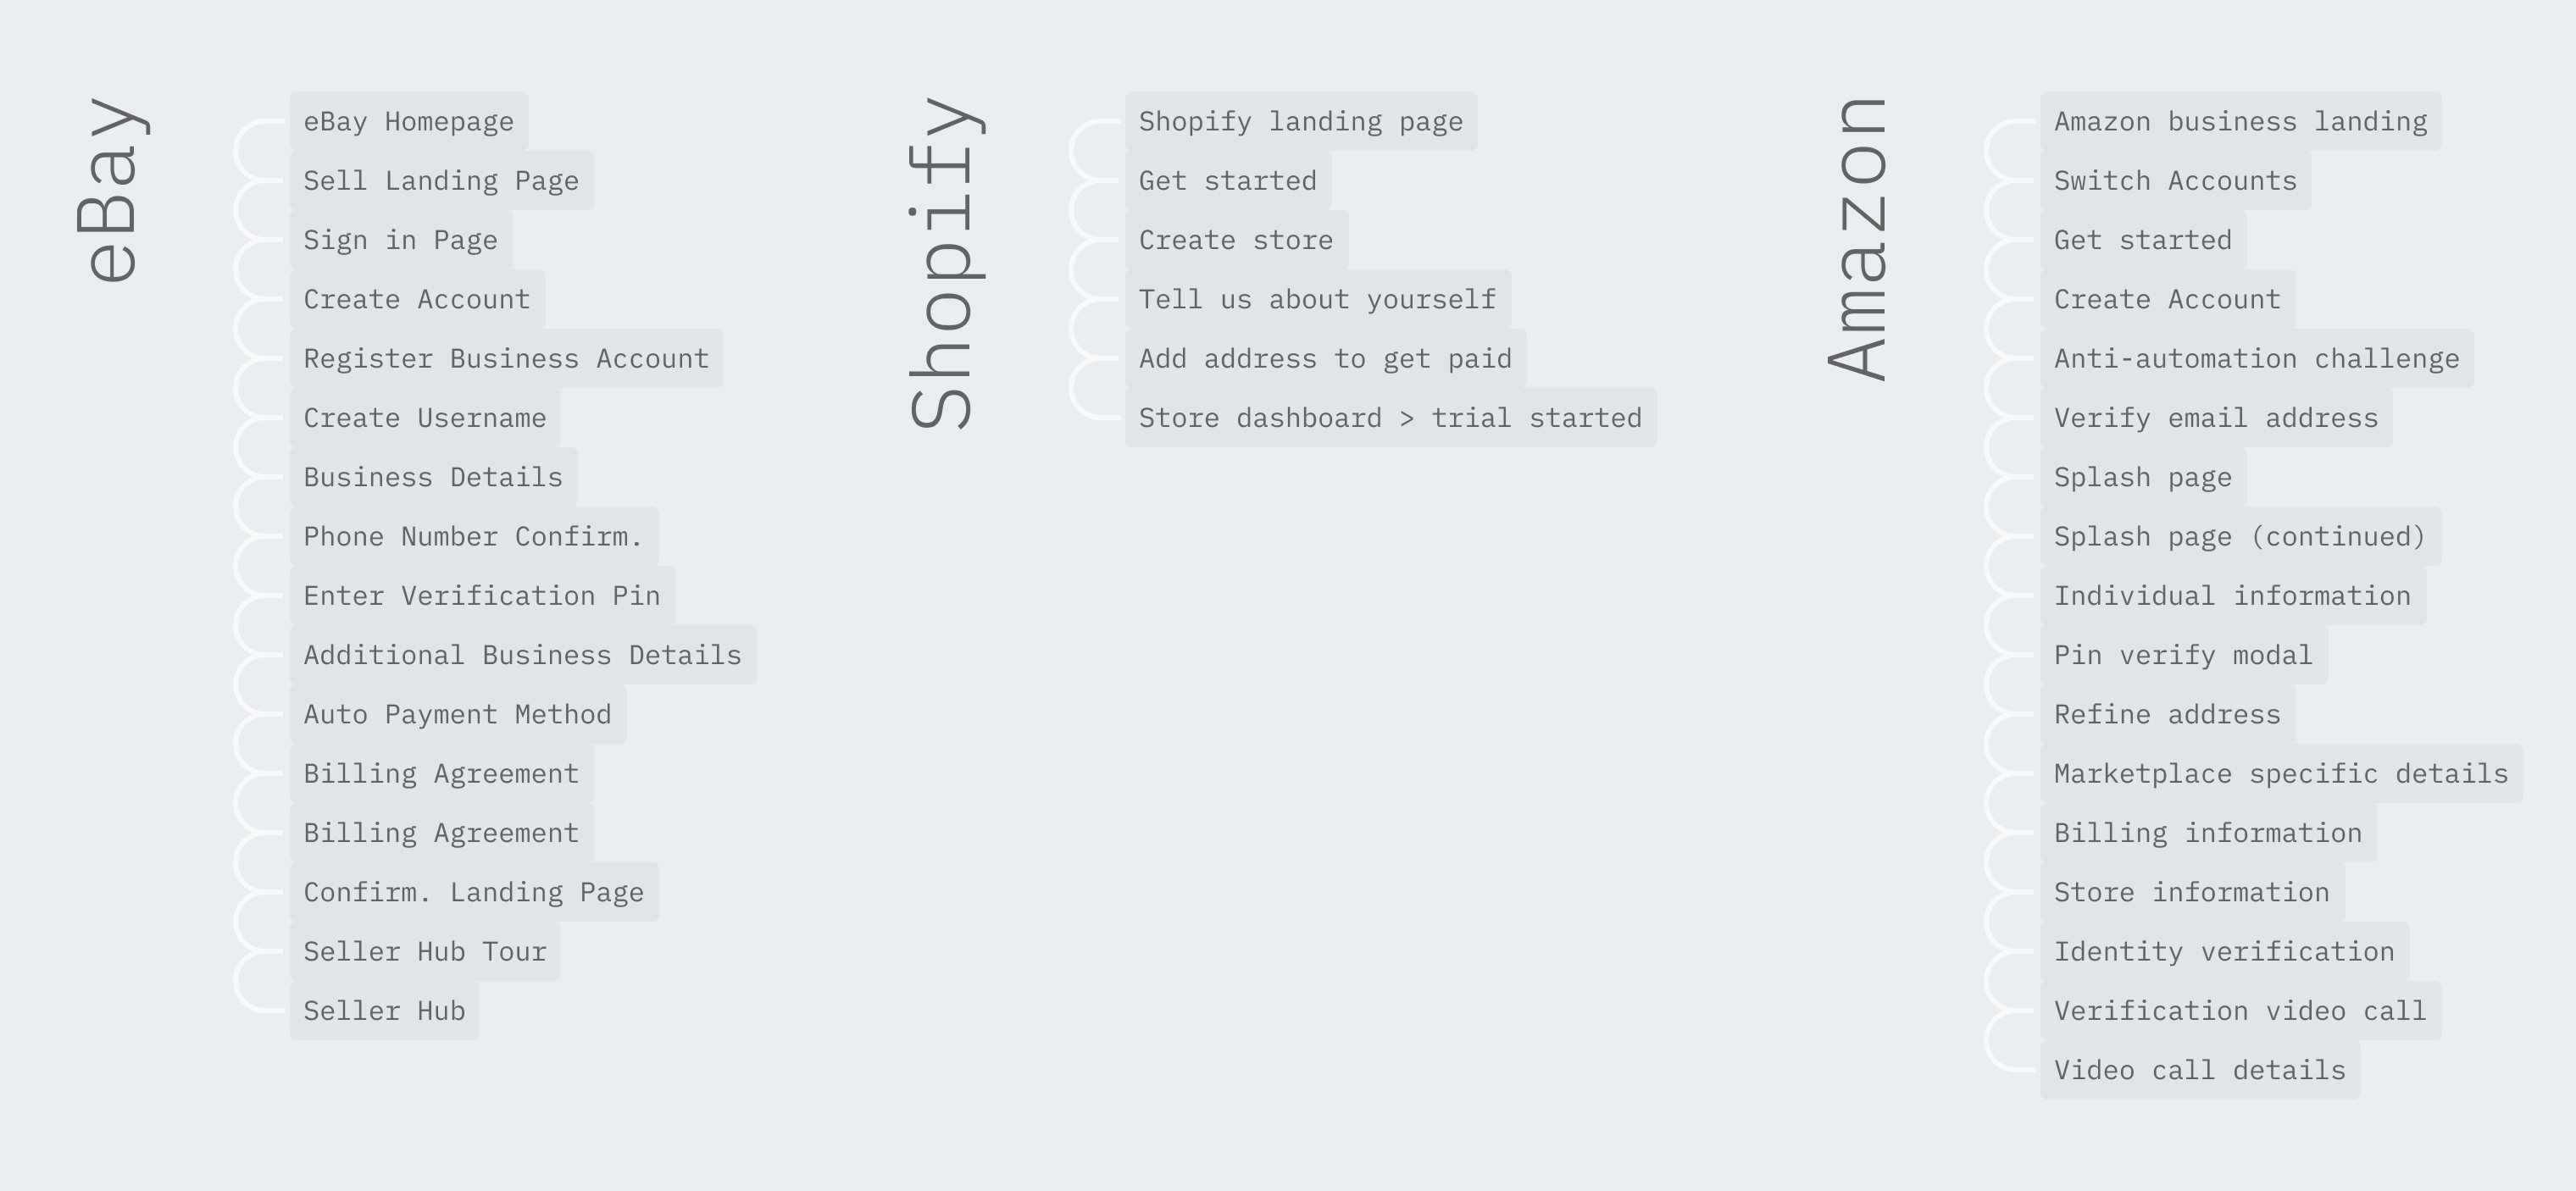 eBay
eBay Homepage
Sell Landing Page
Sign in Page
Create Account
Register Business Account
Create Username
Business Details
Phone Number Confirm.
Enter Verification Pin
Additional Business Details
Auto Payment Method
Billing Agreement
Billing Agreement
Confirm. Landing Page
Seller Hub Tour
Seller Hub
Shopify
Shopify landing page
Get started
Create store
Tell us about yourself
Add address to get paid
Store dashboard > trial started
Amazon
Amazon business landing
Switch Accounts
Get started
Create Account
Anti-automation challenge
Verify email address
Splash page
Splash page (continued)
Individual information
Pin verify modal
Refine address
Marketplace specific details
Billing information
Store information
Identity verification
Verification video call
Video call details